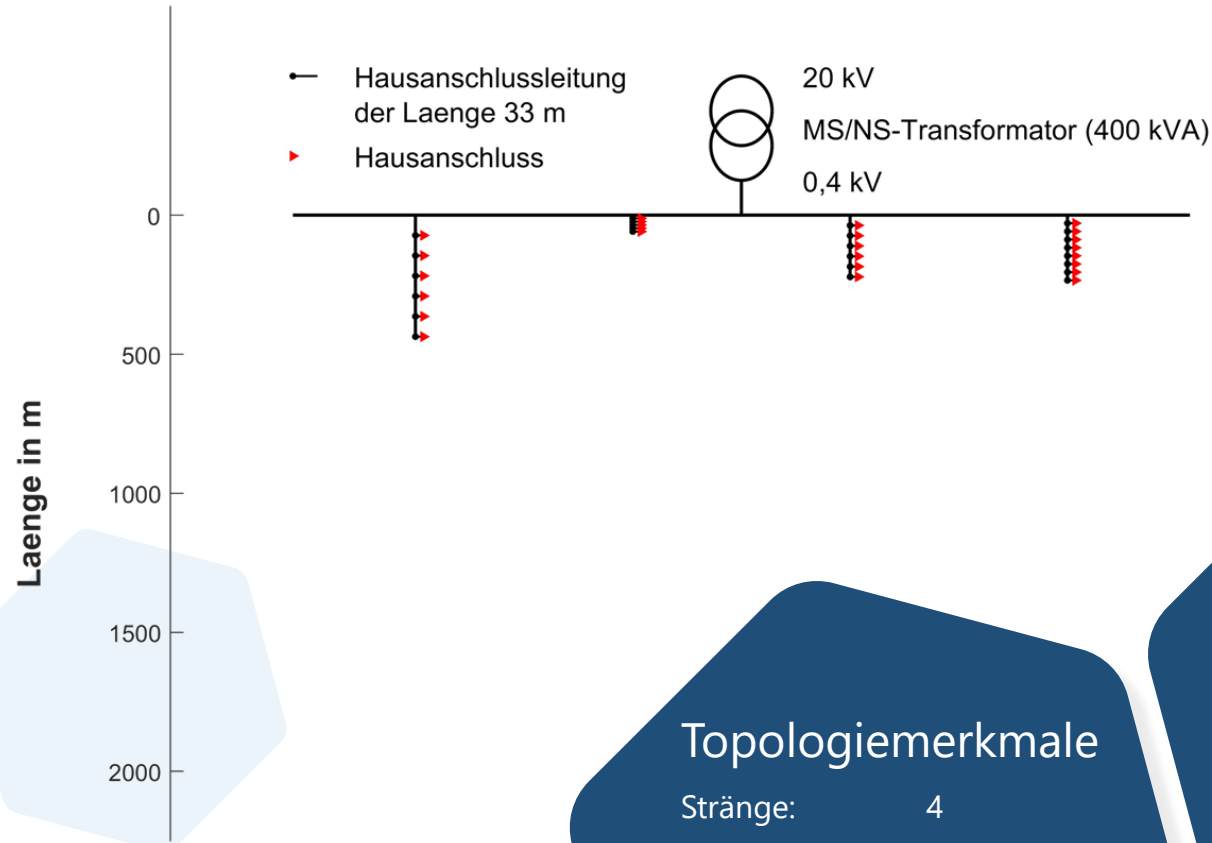 Hausanschlussleitung
der Laenge 33 m
Hausanschluss
20 kV
MS/NS-Transformator (400 kVA)
0,4 kV
0
500
1000
1500
2000
Laenge in m
Topologiemerkmale
Stränge: 4